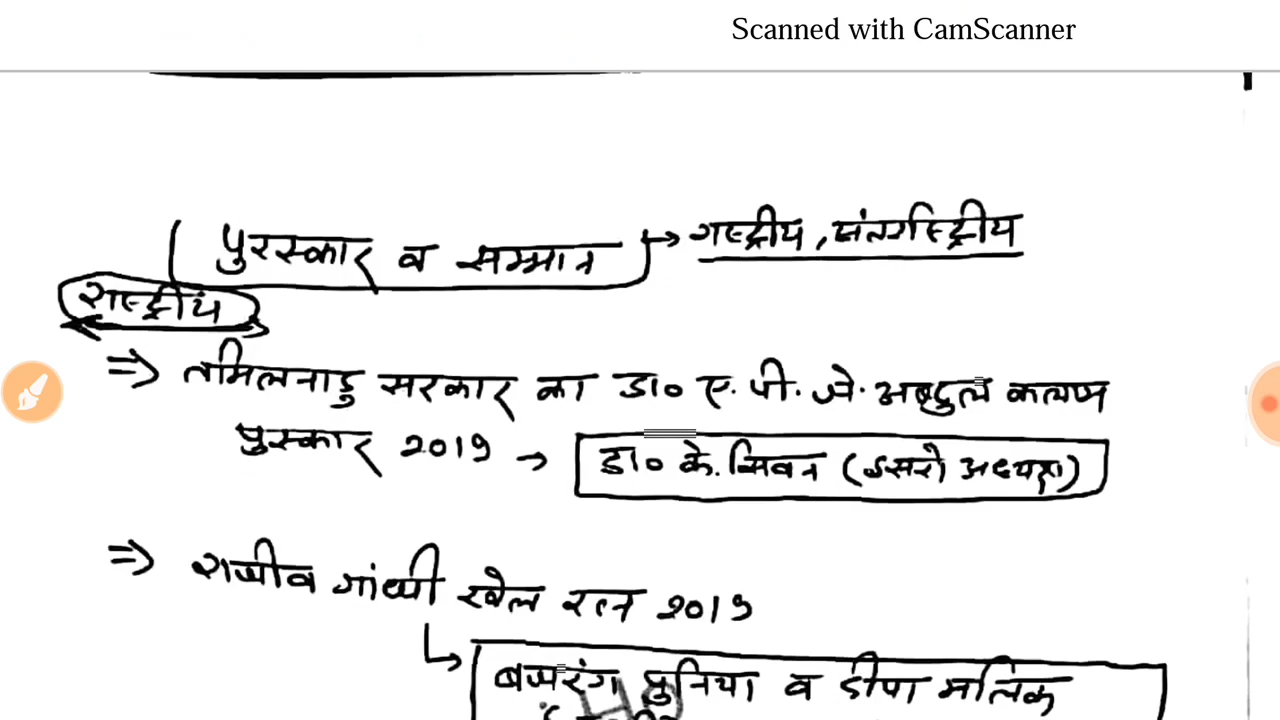 Scanned with CamScanner
पुरस्कार व सम्मान → राष्ट्रीय, अंतर्राष्ट्रीय
राष्ट्रीय
⇒ तमिलनाडु सरकार का डा० ए. पी. जे. अब्दुल कलाम
पुरस्कार 2019 → डा० के. सिवन (इसरो अध्यक्ष)
⇒ राजीव गांधी खेल रत्न 2019
बजरंग पुनिया व दीपा मलिक